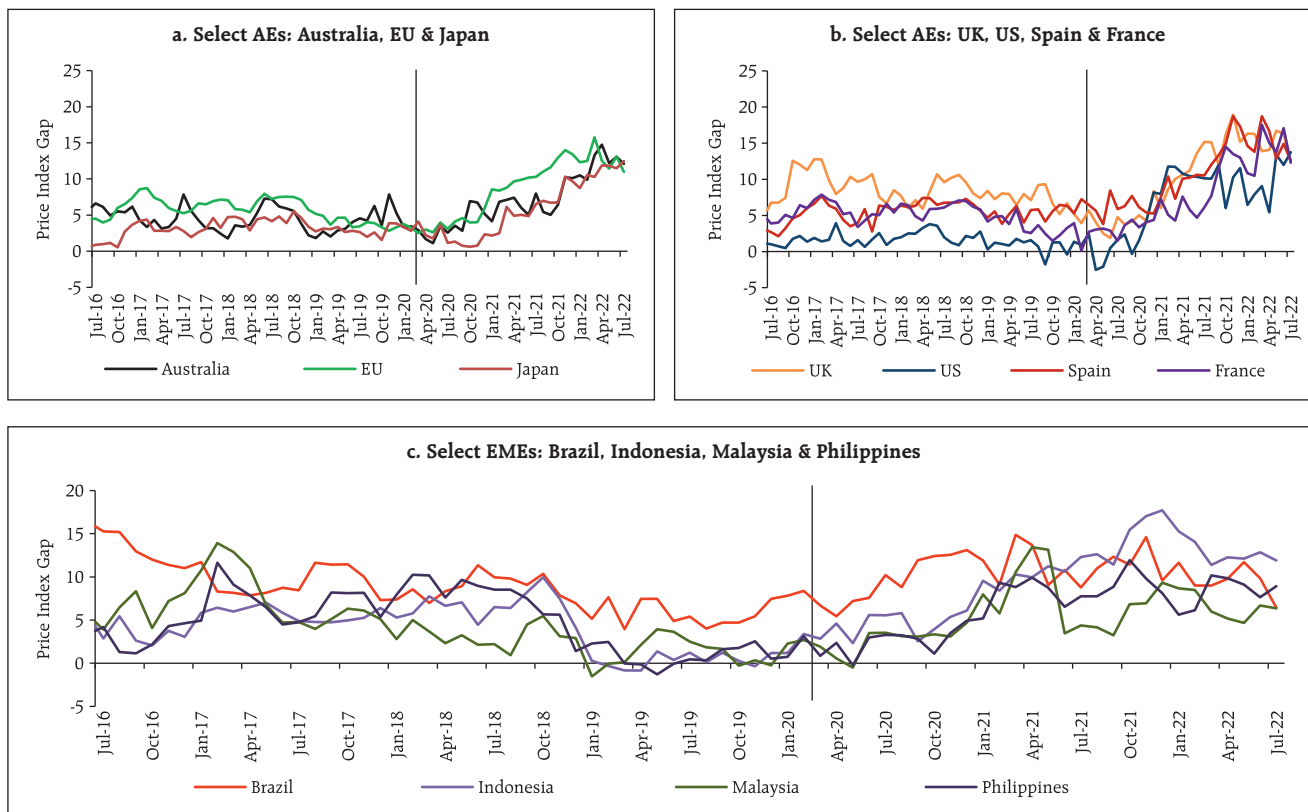 a. Select AEs: Australia, EU & Japan
Price Index Gap
25
20
15
10
5
0
-5
Jul-16
Oct-16
Jan-17
Apr-17
Jul-17
Oct-17
Jan-18
Apr-18
Jul-18
Oct-18
Jan-19
Apr-19
Jul-19
Oct-19
Jan-20
Apr-20
Jul-20
Oct-20
Jan-21
Apr-21
Jul-21
Oct-21
Jan-22
Apr-22
Jul-22
Australia EU Japan
b. Select AEs: UK, US, Spain & France
Price Index Gap
25
20
15
10
5
0
-5
Jul-16
Oct-16
Jan-17
Apr-17
Jul-17
Oct-17
Jan-18
Apr-18
Jul-18
Oct-18
Jan-19
Apr-19
Jul-19
Oct-19
Jan-20
Apr-20
Jul-20
Oct-20
Jan-21
Apr-21
Jul-21
Oct-21
Jan-22
Apr-22
Jul-22
UK US Spain France
c. Select EMEs: Brazil, Indonesia, Malaysia & Philippines
Price Index Gap
20
15
10
5
0
-5
Jul-16
Oct-16
Jan-17
Apr-17
Jul-17
Oct-17
Jan-18
Apr-18
Jul-18
Oct-18
Jan-19
Apr-19
Jul-19
Oct-19
Jan-20
Apr-20
Jul-20
Oct-20
Jan-21
Apr-21
Jul-21
Oct-21
Jan-22
Apr-22
Jul-22
Brazil Indonesia Malaysia Philippines